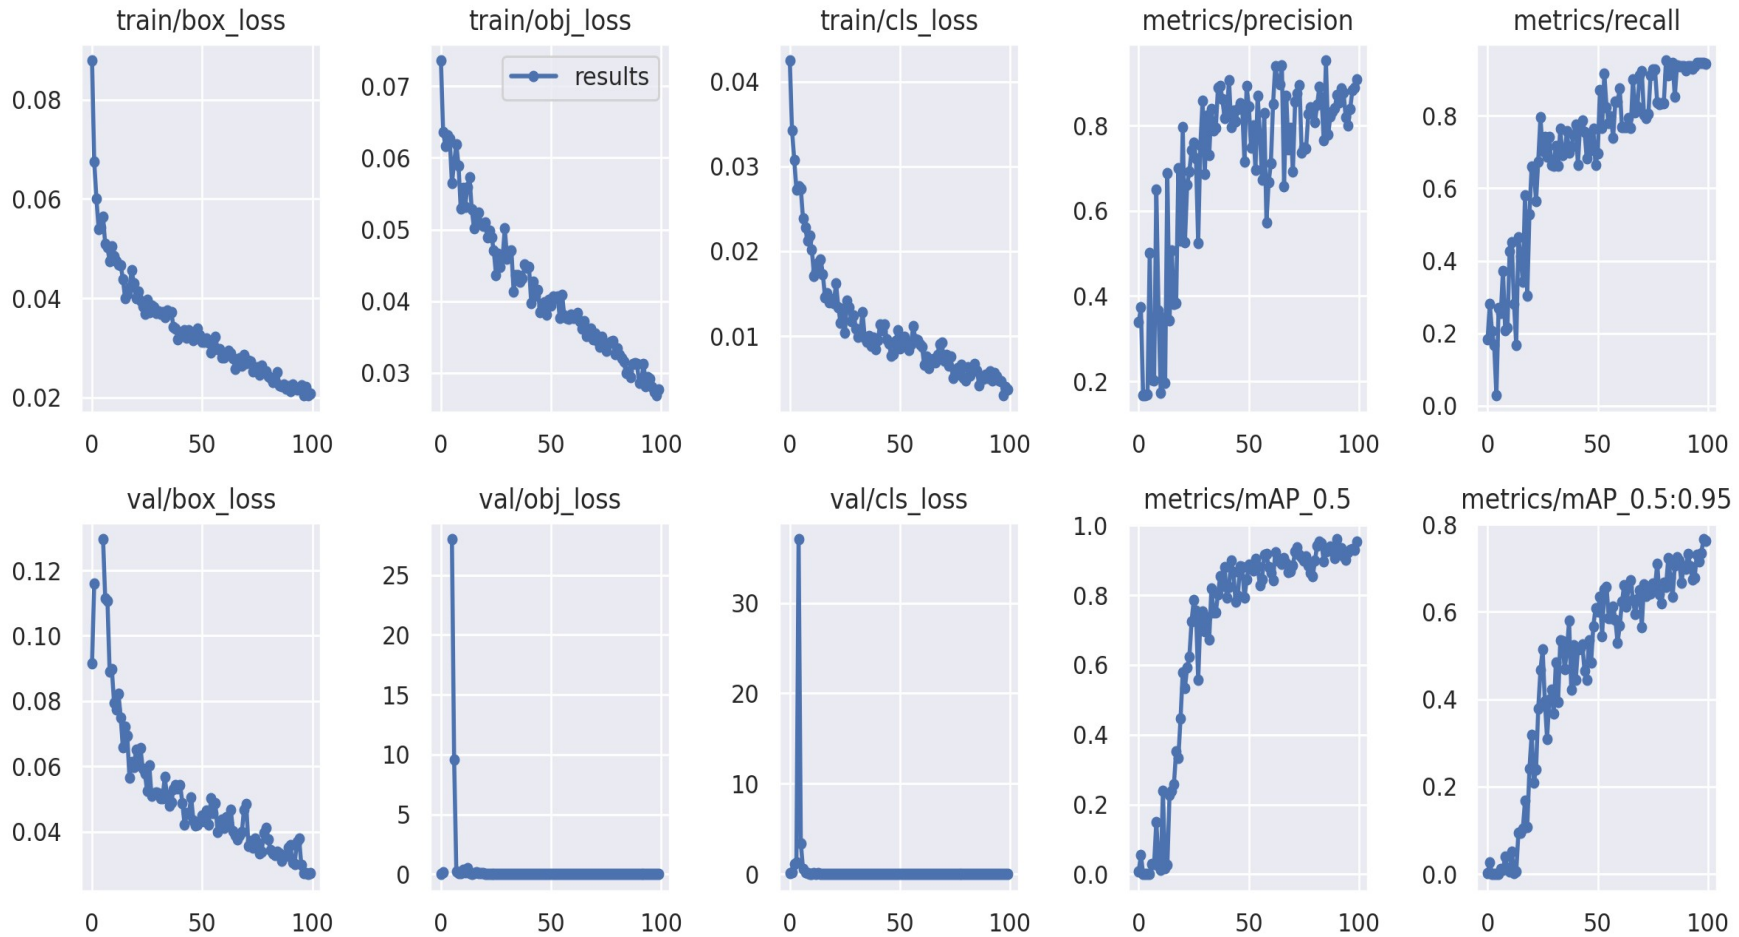 train/box_loss train/obj_loss train/cls_loss metrics/precision metrics/recall
results
0.08 0.07 0.04 0.8 0.8
0.06 0.06 0.03 0.6 0.6
0.04 0.05 0.02 0.4 0.4
0.02 0.04 0.01 0.2 0.2
0.03 0.0
0 50 100 0 50 100 0 50 100 0 50 100 0 50 100
val/box_loss val/obj_loss val/cls_loss metrics/mAP_0.5 metrics/mAP_0.5:0.95
0.12 25 30 1.0 0.8
0.10 20 20 0.8 0.6
0.08 15 10 0.6 0.4
0.06 10 0 0.4 0.2
0.04 5 0.2 0.0
0 0.0
0 50 100 0 50 100 0 50 100 0 50 100 0 50 100